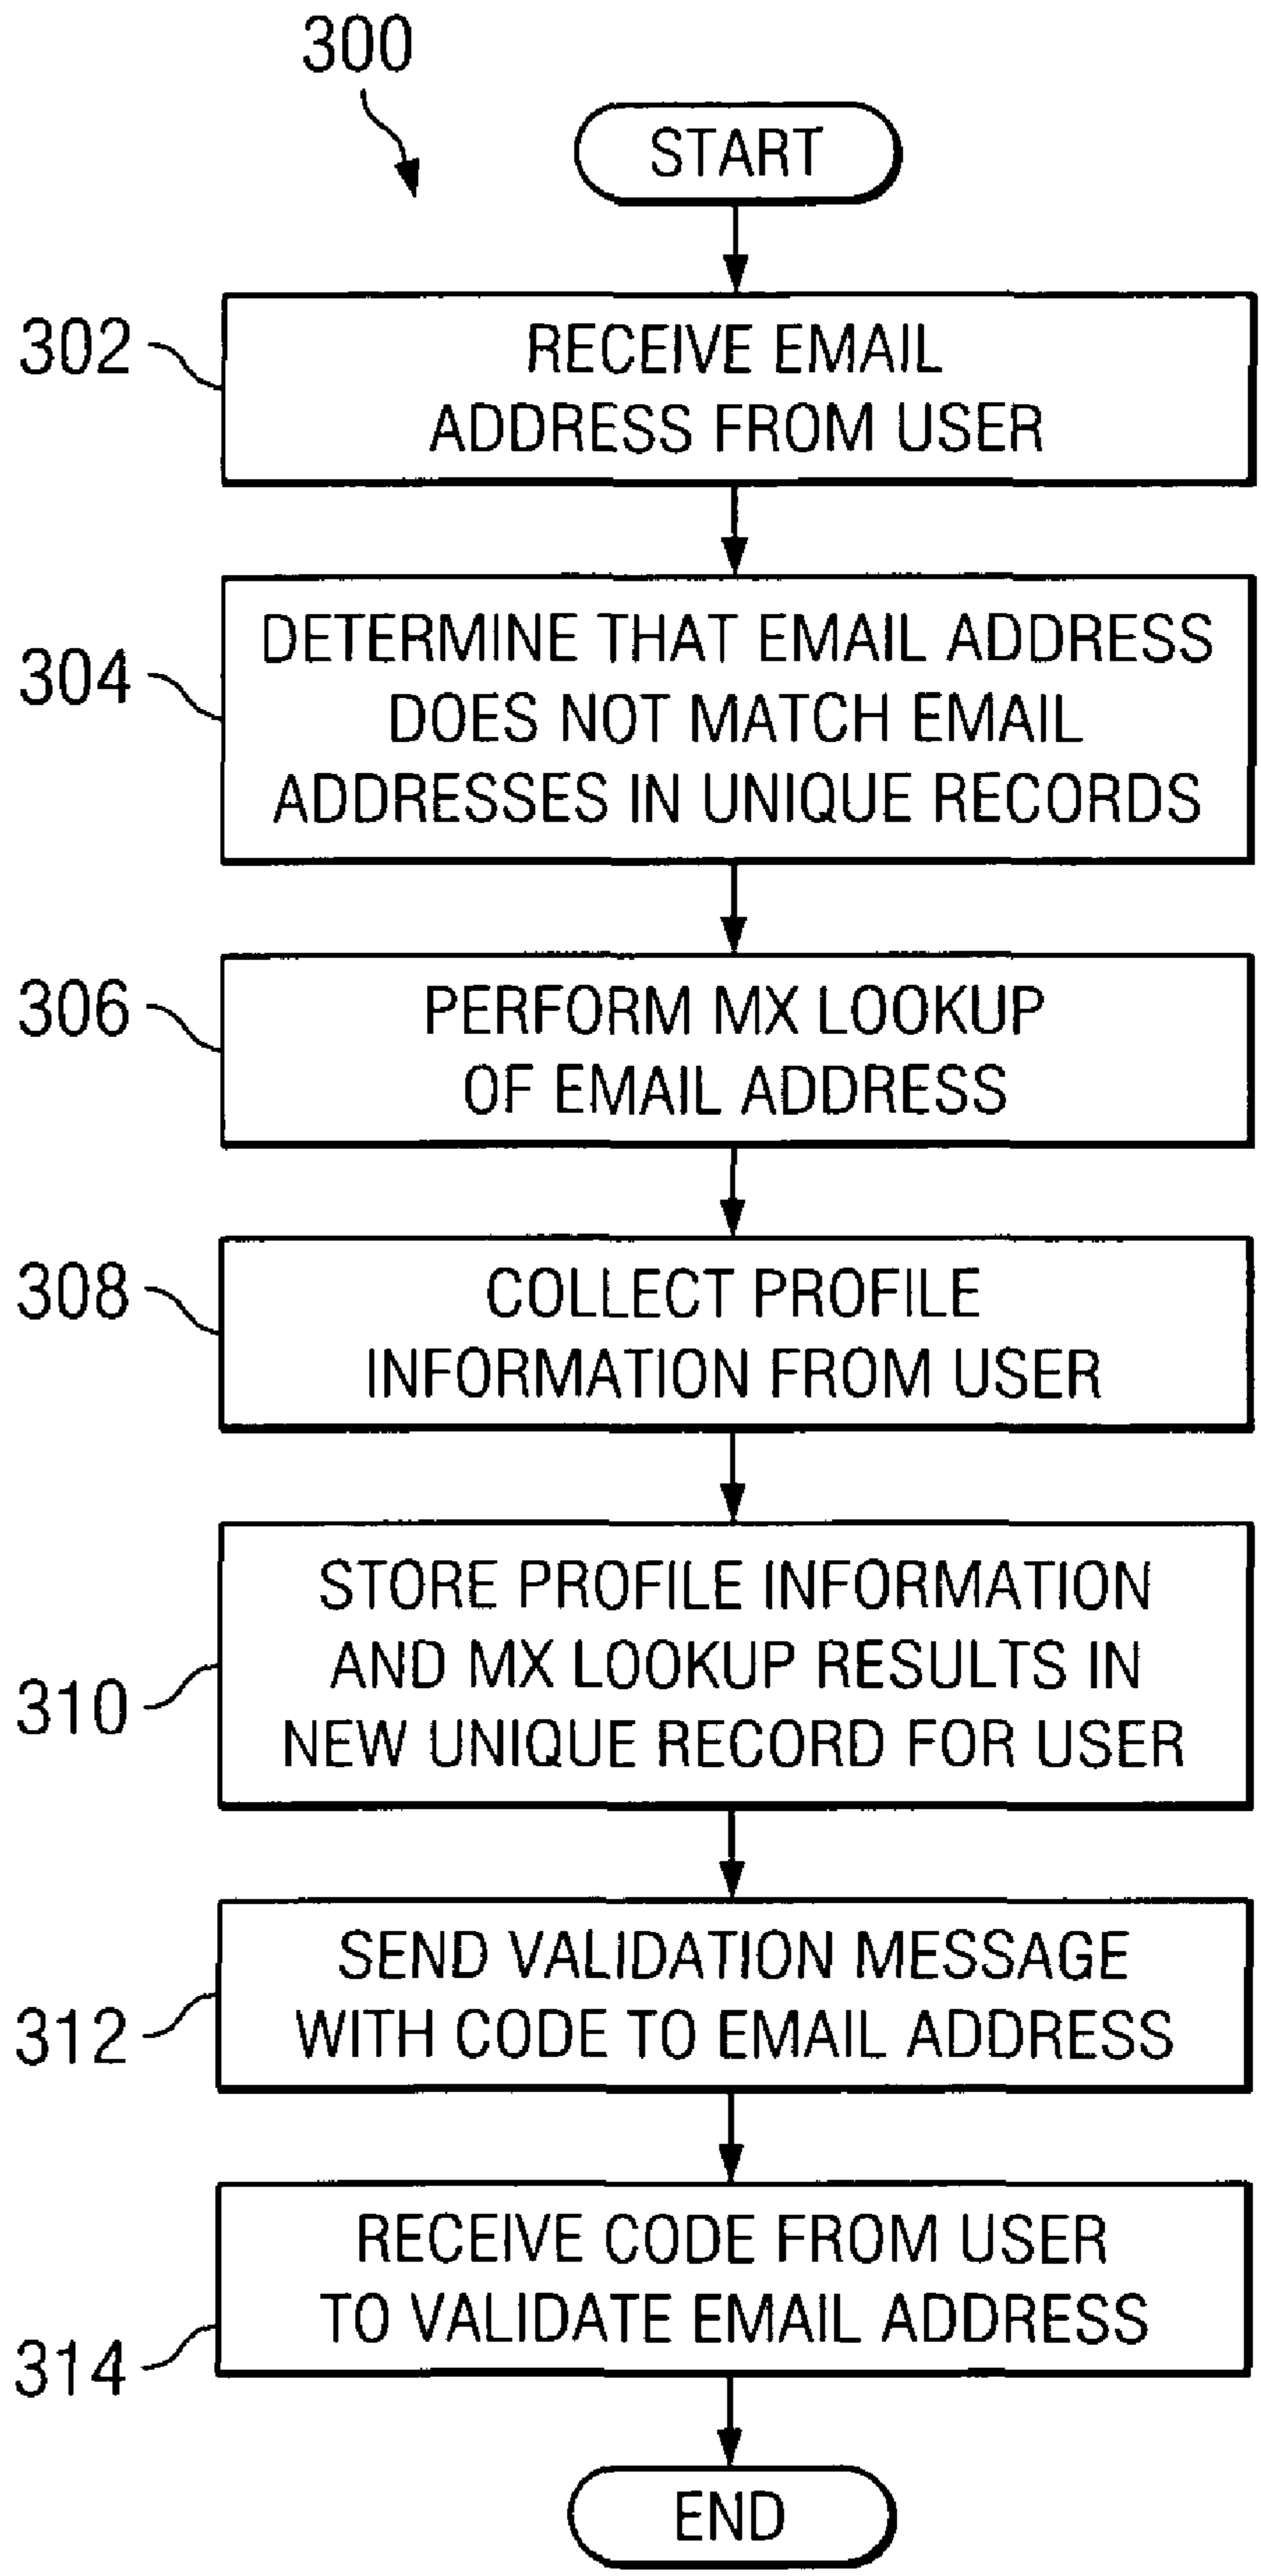 300
START
302
RECEIVE EMAIL
ADDRESS FROM USER
304
DETERMINE THAT EMAIL ADDRESS
DOES NOT MATCH EMAIL
ADDRESSES IN UNIQUE RECORDS
306
PERFORM MX LOOKUP
OF EMAIL ADDRESS
308
COLLECT PROFILE
INFORMATION FROM USER
310
STORE PROFILE INFORMATION
AND MX LOOKUP RESULTS IN
NEW UNIQUE RECORD FOR USER
312
SEND VALIDATION MESSAGE
WITH CODE TO EMAIL ADDRESS
314
RECEIVE CODE FROM USER
TO VALIDATE EMAIL ADDRESS
END